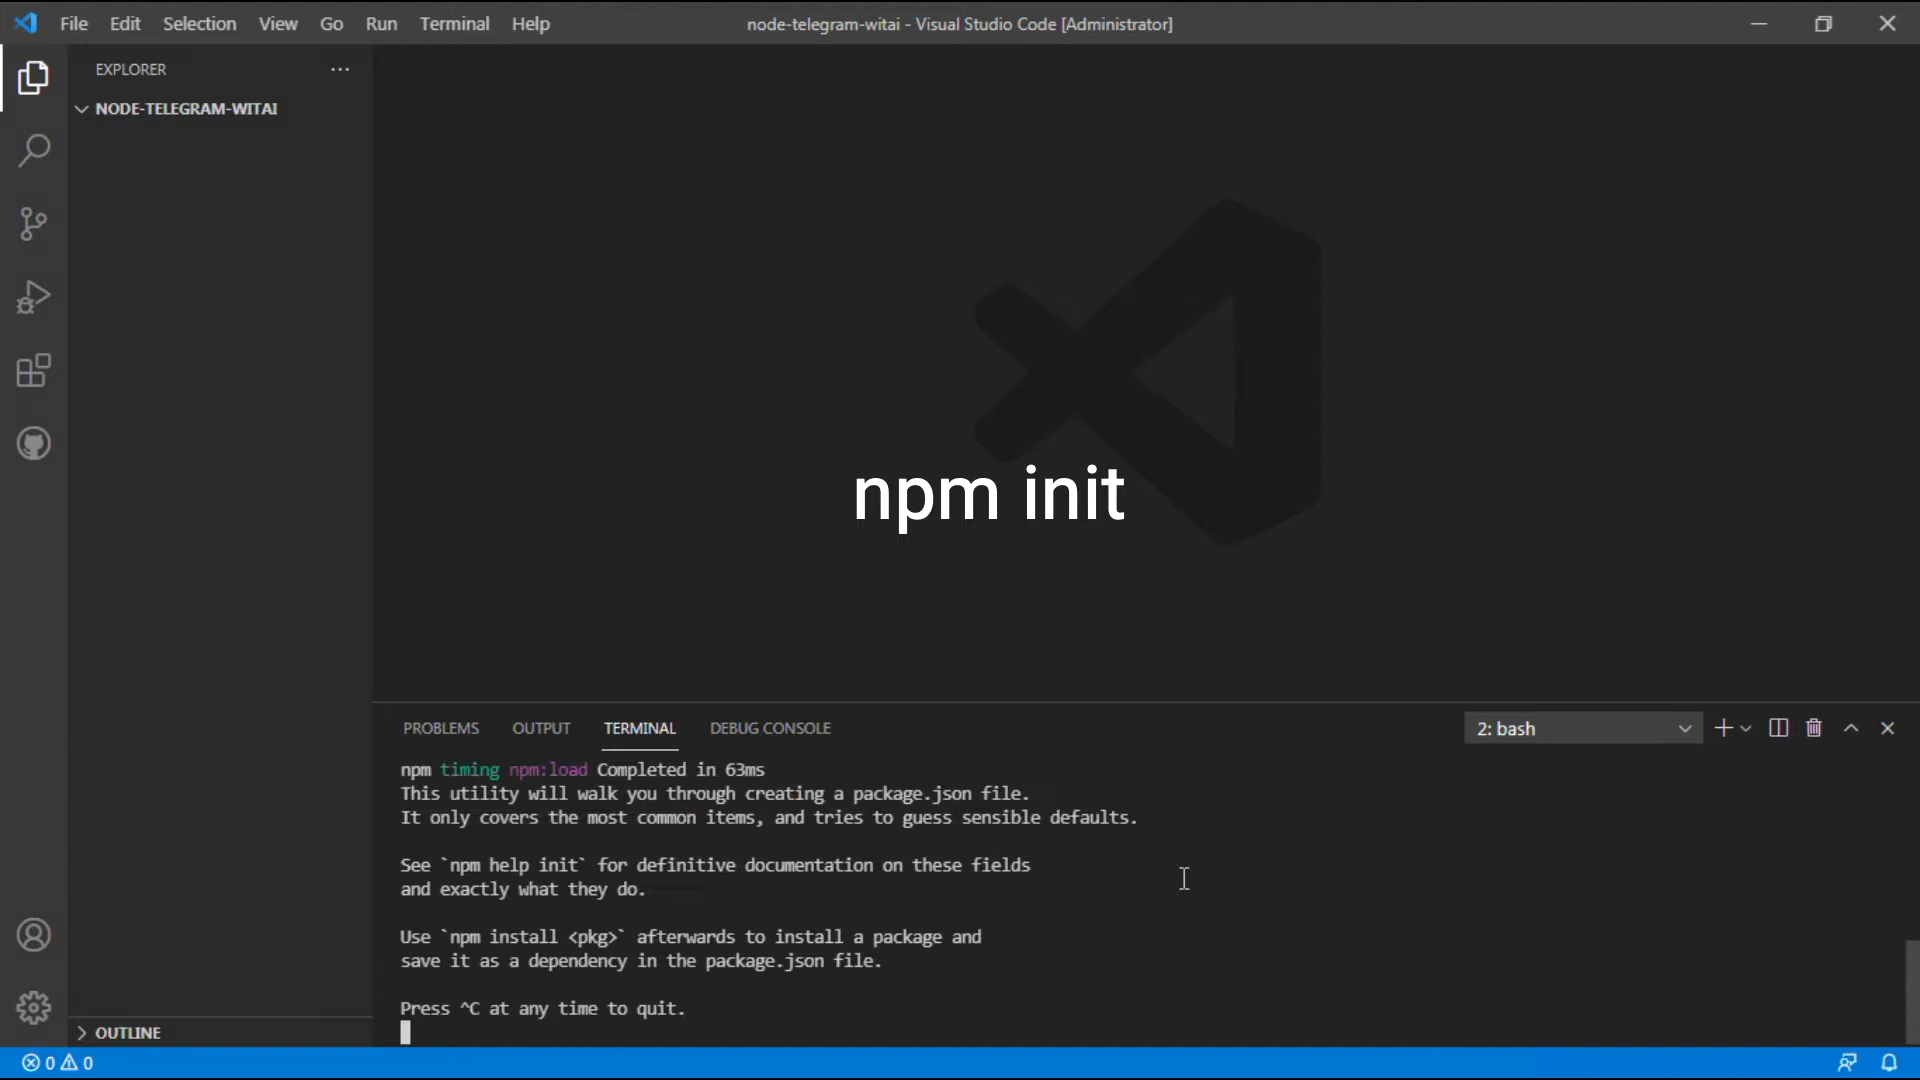 File Edit Selection View Go Run Terminal Help
node-telegram-witai - Visual Studio Code [Administrator]
EXPLORER
NODE-TELEGRAM-WITAI
npm init
PROBLEMS OUTPUT TERMINAL DEBUG CONSOLE
2: bash
npm timing npm:load Completed in 63ms
This utility will walk you through creating a package.json file.
It only covers the most common items, and tries to guess sensible defaults.
See `npm help init` for definitive documentation on these fields
and exactly what they do.
Use `npm install <pkg>` afterwards to install a package and
save it as a dependency in the package.json file.
Press ^C at any time to quit.
OUTLINE
0 0